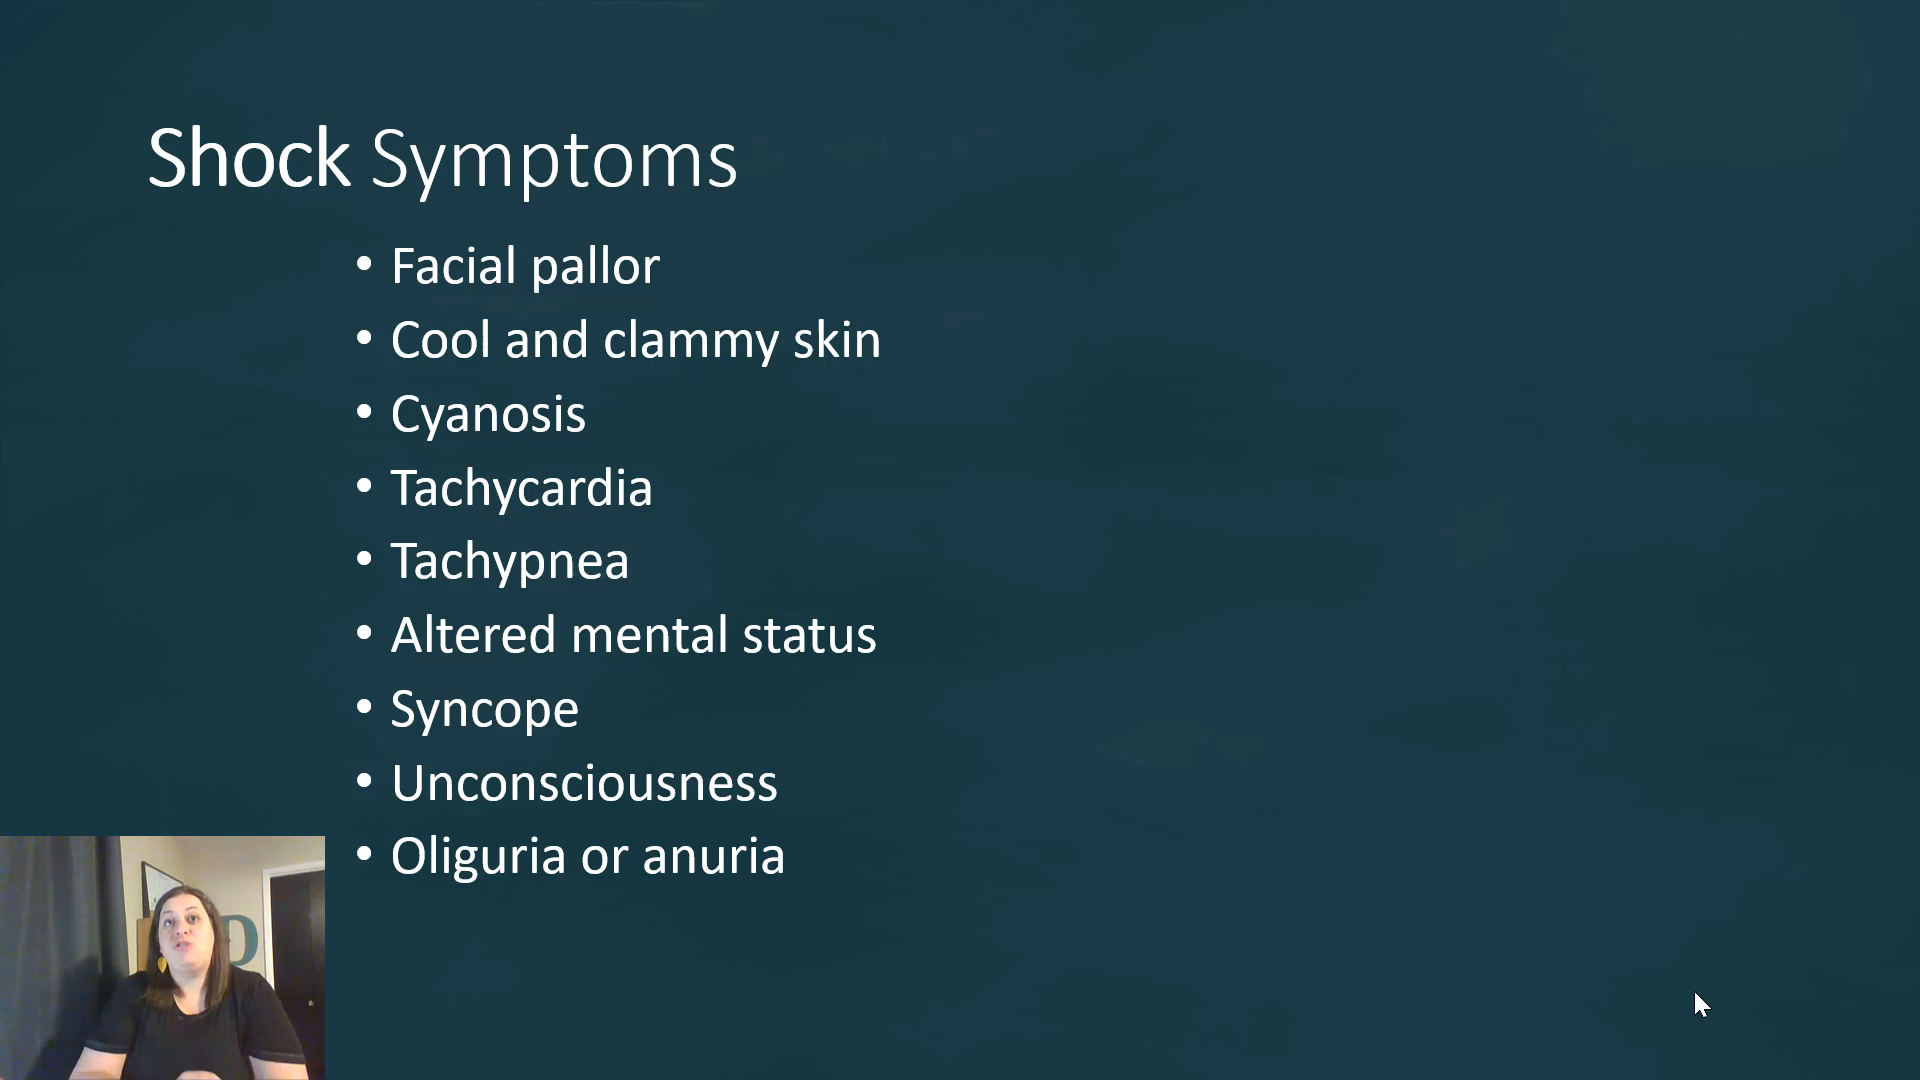 Shock Symptoms
• Facial pallor
• Cool and clammy skin
• Cyanosis
• Tachycardia
• Tachypnea
• Altered mental status
• Syncope
• Unconsciousness
• Oliguria or anuria
D